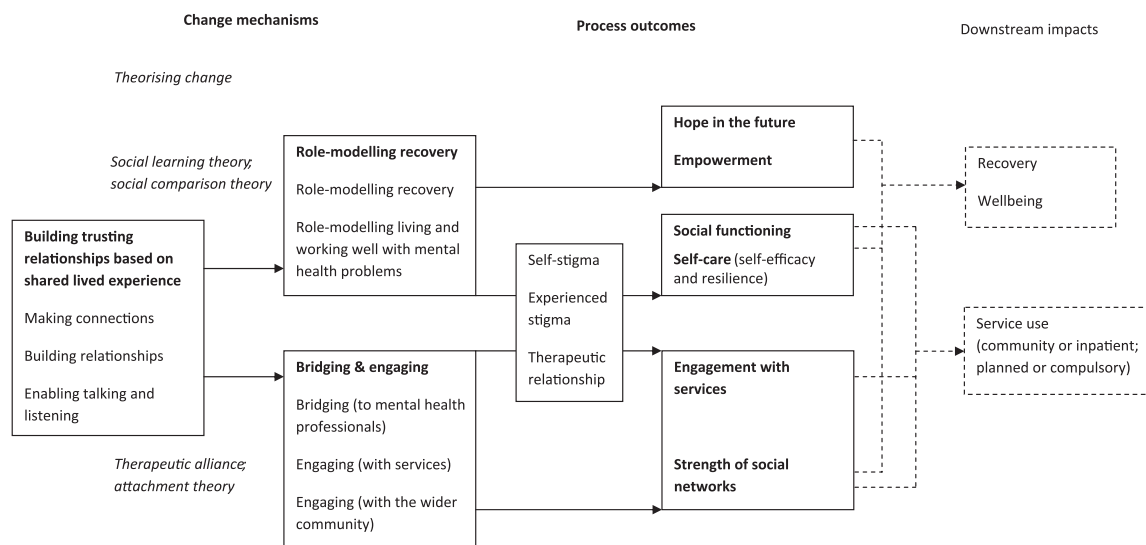 Change mechanisms
Process outcomes
Downstream impacts
Theorising change
Social learning theory;
social comparison theory
Building trusting
relationships based on
shared lived experience
Making connections
Building relationships
Enabling talking and
listening
Therapeutic alliance;
attachment theory
Role-modelling recovery
Role-modelling recovery
Role-modelling living and
working well with mental
health problems
Bridging & engaging
Bridging (to mental health
professionals)
Engaging (with services)
Engaging (with the wider
community)
Self-stigma
Experienced
stigma
Therapeutic
relationship
Hope in the future
Empowerment
Social functioning
Self-care (self-efficacy
and resilience)
Engagement with
services
Strength of social
networks
Recovery
Wellbeing
Service use
(community or inpatient;
planned or compulsory)